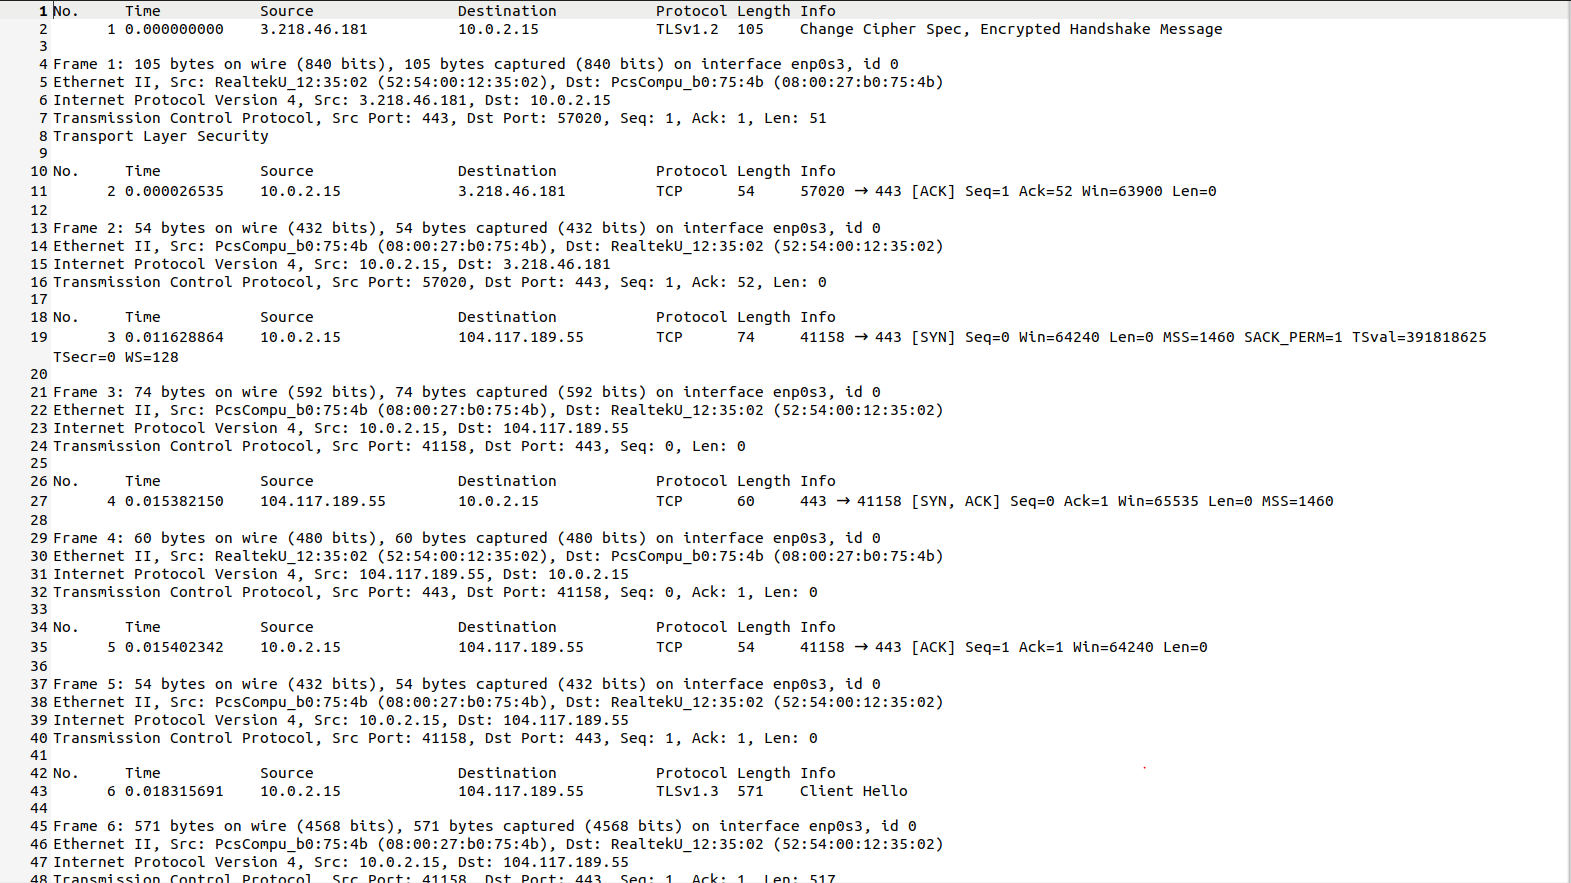 1 No.     Time           Source                Destination           Protocol Length Info
2       1 0.000000000    3.218.46.181          10.0.2.15             TLSv1.2  105    Change Cipher Spec, Encrypted Handshake Message
3
4 Frame 1: 105 bytes on wire (840 bits), 105 bytes captured (840 bits) on interface enp0s3, id 0
5 Ethernet II, Src: RealtekU_12:35:02 (52:54:00:12:35:02), Dst: PcsCompu_b0:75:4b (08:00:27:b0:75:4b)
6 Internet Protocol Version 4, Src: 3.218.46.181, Dst: 10.0.2.15
7 Transmission Control Protocol, Src Port: 443, Dst Port: 57020, Seq: 1, Ack: 1, Len: 51
8 Transport Layer Security
9
10 No.     Time           Source                Destination           Protocol Length Info
11       2 0.000026535    10.0.2.15             3.218.46.181          TCP      54     57020 → 443 [ACK] Seq=1 Ack=52 Win=63900 Len=0
12
13 Frame 2: 54 bytes on wire (432 bits), 54 bytes captured (432 bits) on interface enp0s3, id 0
14 Ethernet II, Src: PcsCompu_b0:75:4b (08:00:27:b0:75:4b), Dst: RealtekU_12:35:02 (52:54:00:12:35:02)
15 Internet Protocol Version 4, Src: 10.0.2.15, Dst: 3.218.46.181
16 Transmission Control Protocol, Src Port: 57020, Dst Port: 443, Seq: 1, Ack: 52, Len: 0
17
18 No.     Time           Source                Destination           Protocol Length Info
19       3 0.011628864    10.0.2.15             104.117.189.55        TCP      74     41158 → 443 [SYN] Seq=0 Win=64240 Len=0 MSS=1460 SACK_PERM=1 TSval=391818625
TSecr=0 WS=128
20
21 Frame 3: 74 bytes on wire (592 bits), 74 bytes captured (592 bits) on interface enp0s3, id 0
22 Ethernet II, Src: PcsCompu_b0:75:4b (08:00:27:b0:75:4b), Dst: RealtekU_12:35:02 (52:54:00:12:35:02)
23 Internet Protocol Version 4, Src: 10.0.2.15, Dst: 104.117.189.55
24 Transmission Control Protocol, Src Port: 41158, Dst Port: 443, Seq: 0, Len: 0
25
26 No.     Time           Source                Destination           Protocol Length Info
27       4 0.015382150    104.117.189.55        10.0.2.15             TCP      60     443 → 41158 [SYN, ACK] Seq=0 Ack=1 Win=65535 Len=0 MSS=1460
28
29 Frame 4: 60 bytes on wire (480 bits), 60 bytes captured (480 bits) on interface enp0s3, id 0
30 Ethernet II, Src: RealtekU_12:35:02 (52:54:00:12:35:02), Dst: PcsCompu_b0:75:4b (08:00:27:b0:75:4b)
31 Internet Protocol Version 4, Src: 104.117.189.55, Dst: 10.0.2.15
32 Transmission Control Protocol, Src Port: 443, Dst Port: 41158, Seq: 0, Ack: 1, Len: 0
33
34 No.     Time           Source                Destination           Protocol Length Info
35       5 0.015402342    10.0.2.15             104.117.189.55        TCP      54     41158 → 443 [ACK] Seq=1 Ack=1 Win=64240 Len=0
36
37 Frame 5: 54 bytes on wire (432 bits), 54 bytes captured (432 bits) on interface enp0s3, id 0
38 Ethernet II, Src: PcsCompu_b0:75:4b (08:00:27:b0:75:4b), Dst: RealtekU_12:35:02 (52:54:00:12:35:02)
39 Internet Protocol Version 4, Src: 10.0.2.15, Dst: 104.117.189.55
40 Transmission Control Protocol, Src Port: 41158, Dst Port: 443, Seq: 1, Ack: 1, Len: 0
41
42 No.     Time           Source                Destination           Protocol Length Info
43       6 0.018315691    10.0.2.15             104.117.189.55        TLSv1.3  571    Client Hello
44
45 Frame 6: 571 bytes on wire (4568 bits), 571 bytes captured (4568 bits) on interface enp0s3, id 0
46 Ethernet II, Src: PcsCompu_b0:75:4b (08:00:27:b0:75:4b), Dst: RealtekU_12:35:02 (52:54:00:12:35:02)
47 Internet Protocol Version 4, Src: 10.0.2.15, Dst: 104.117.189.55
48 Transmission Control Protocol, Src Port: 41158, Dst Port: 443, Seq: 1, Ack: 1, Len: 517